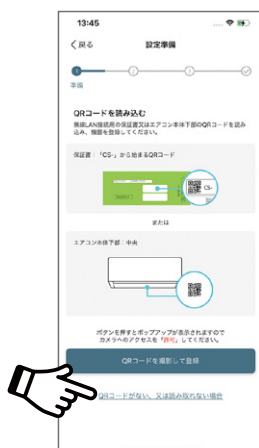 13:45
く戻る
設定準備
準備
QRコードを読み込む
無線LAN接続用の保証書又はエアコン本体下部のQRコードを読み
込み、機器を登録してください。
保証書：「CS-」から始まるQRコード
CS-
または
エアコン本体下部：中央
ボタンを押すとポップアップが表示されますので
カメラへのアクセスを「許可」してください。
QRコードを撮影して登録
QRコードがない、又は読み取れない場合